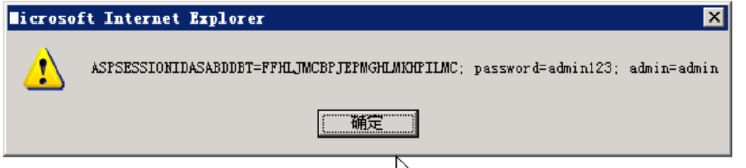 Microsoft Internet Explorer
ASPSESSIONIDASABDDBT=FFHLJMCBPJEPMGHLMKHPILMC; password=admin123; admin=admin
确定